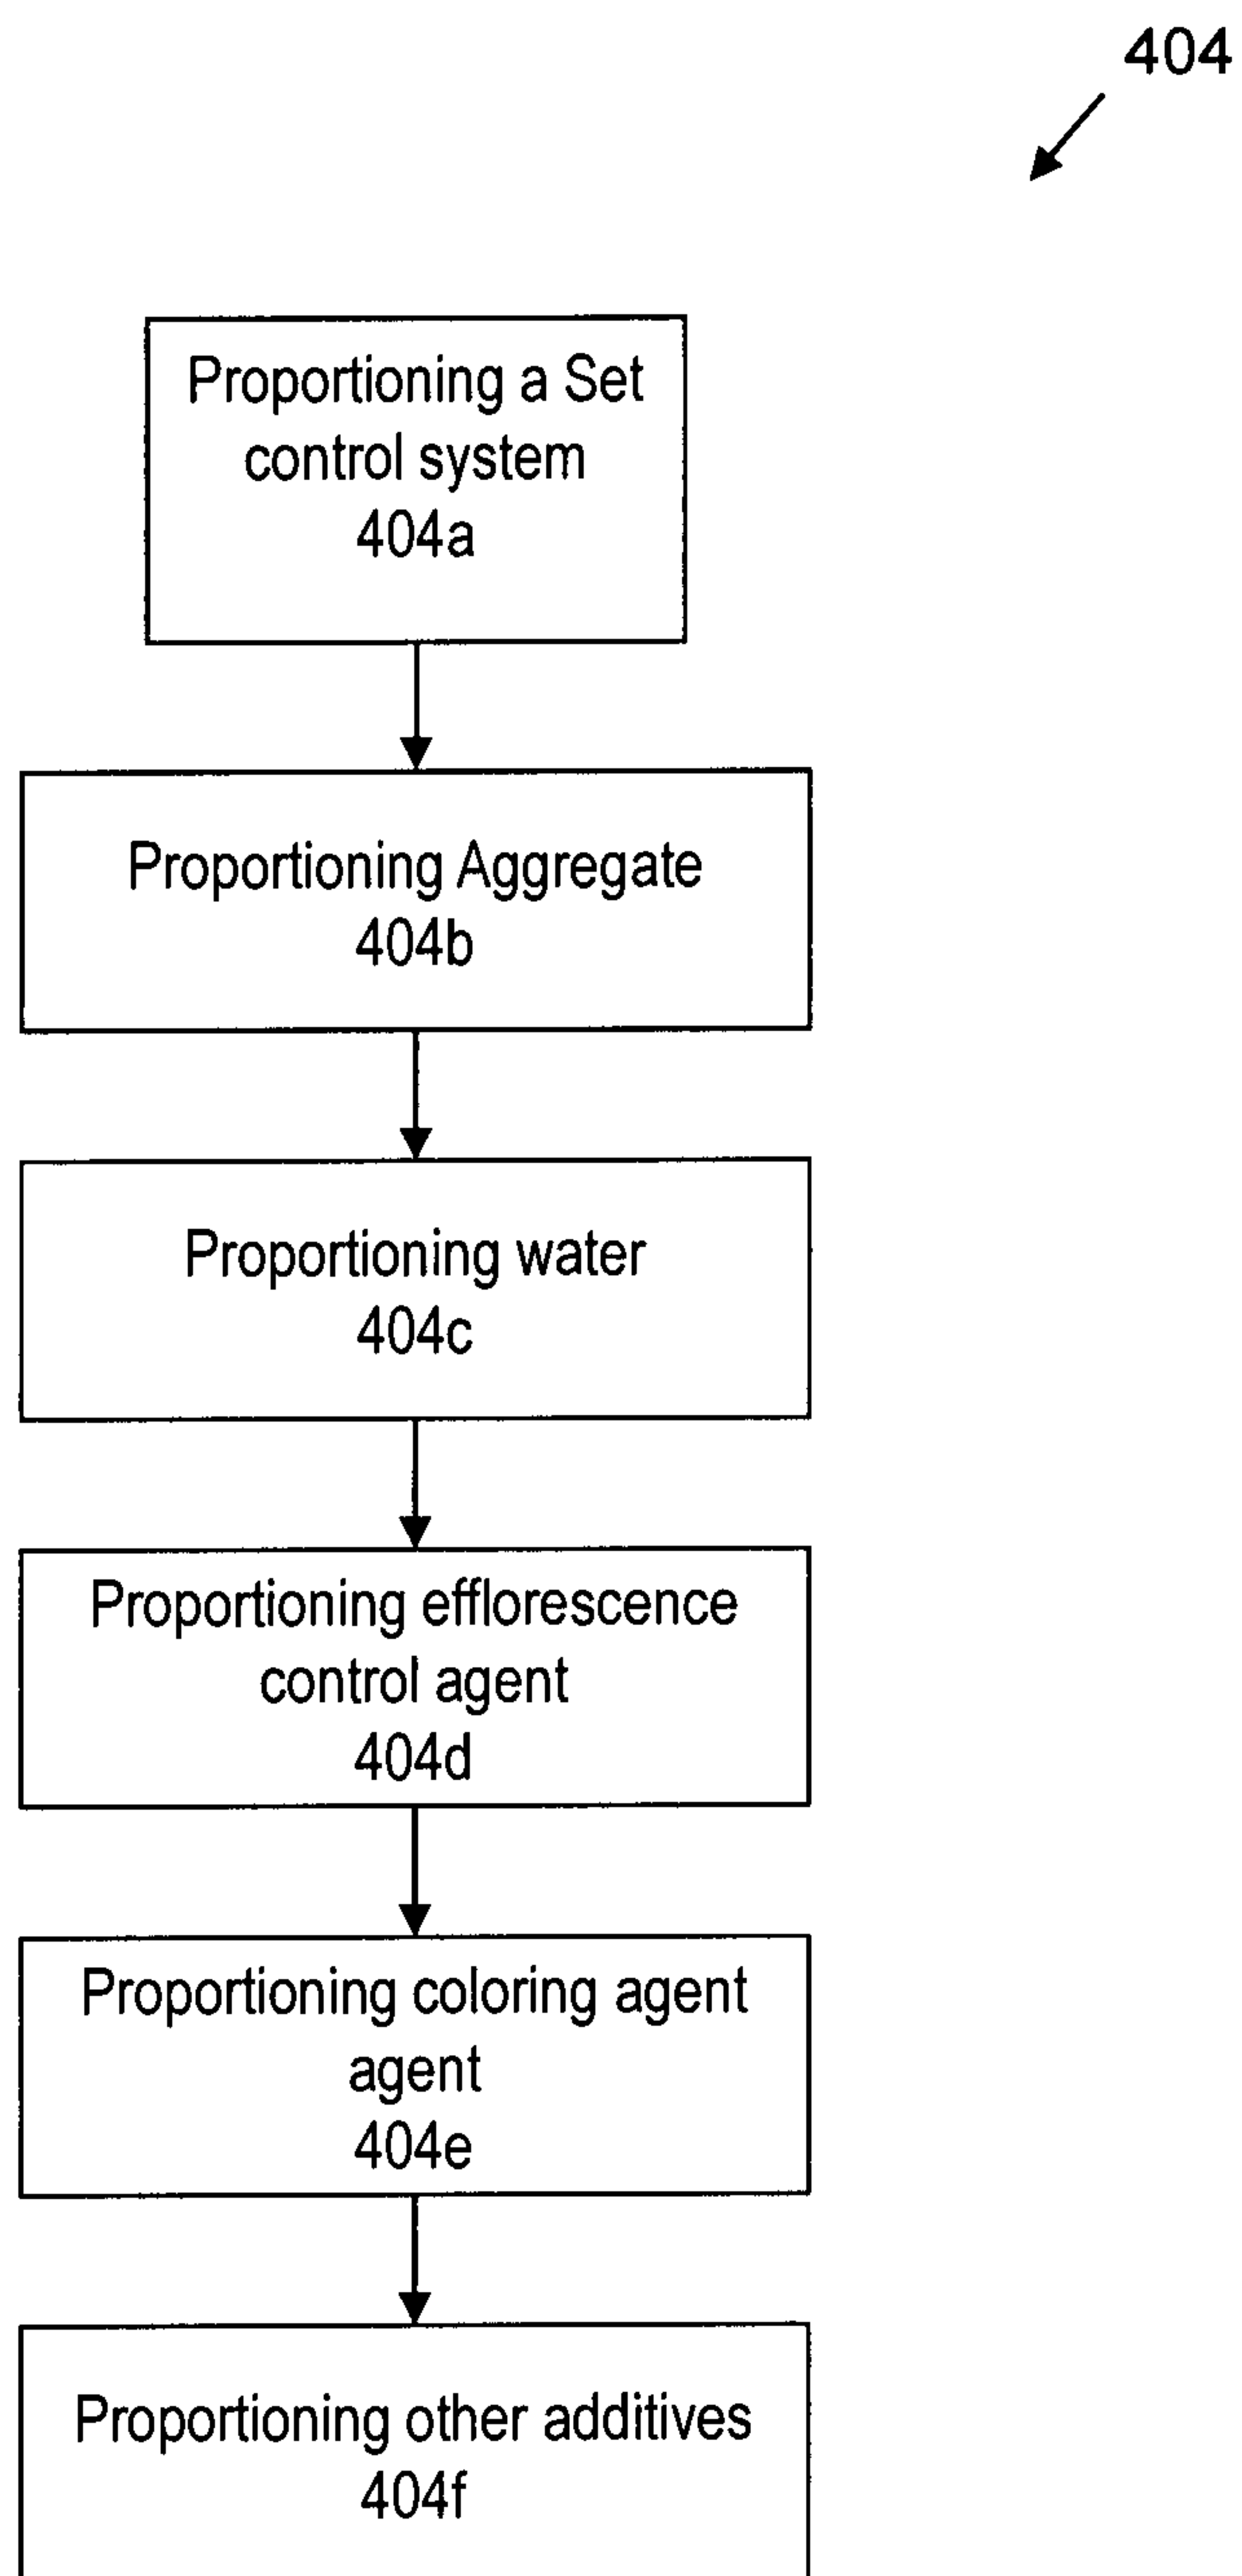 404
Proportioning a Set
control system
404a
Proportioning Aggregate
404b
Proportioning water
404c
Proportioning efflorescence
control agent
404d
Proportioning coloring agent
agent
404e
Proportioning other additives
404f